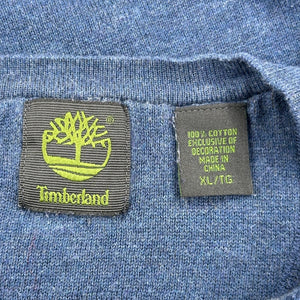 ®
Timberland
100% COTTON
EXCLUSIVE OF
DECORATION
MADE IN
CHINA
XL/TG